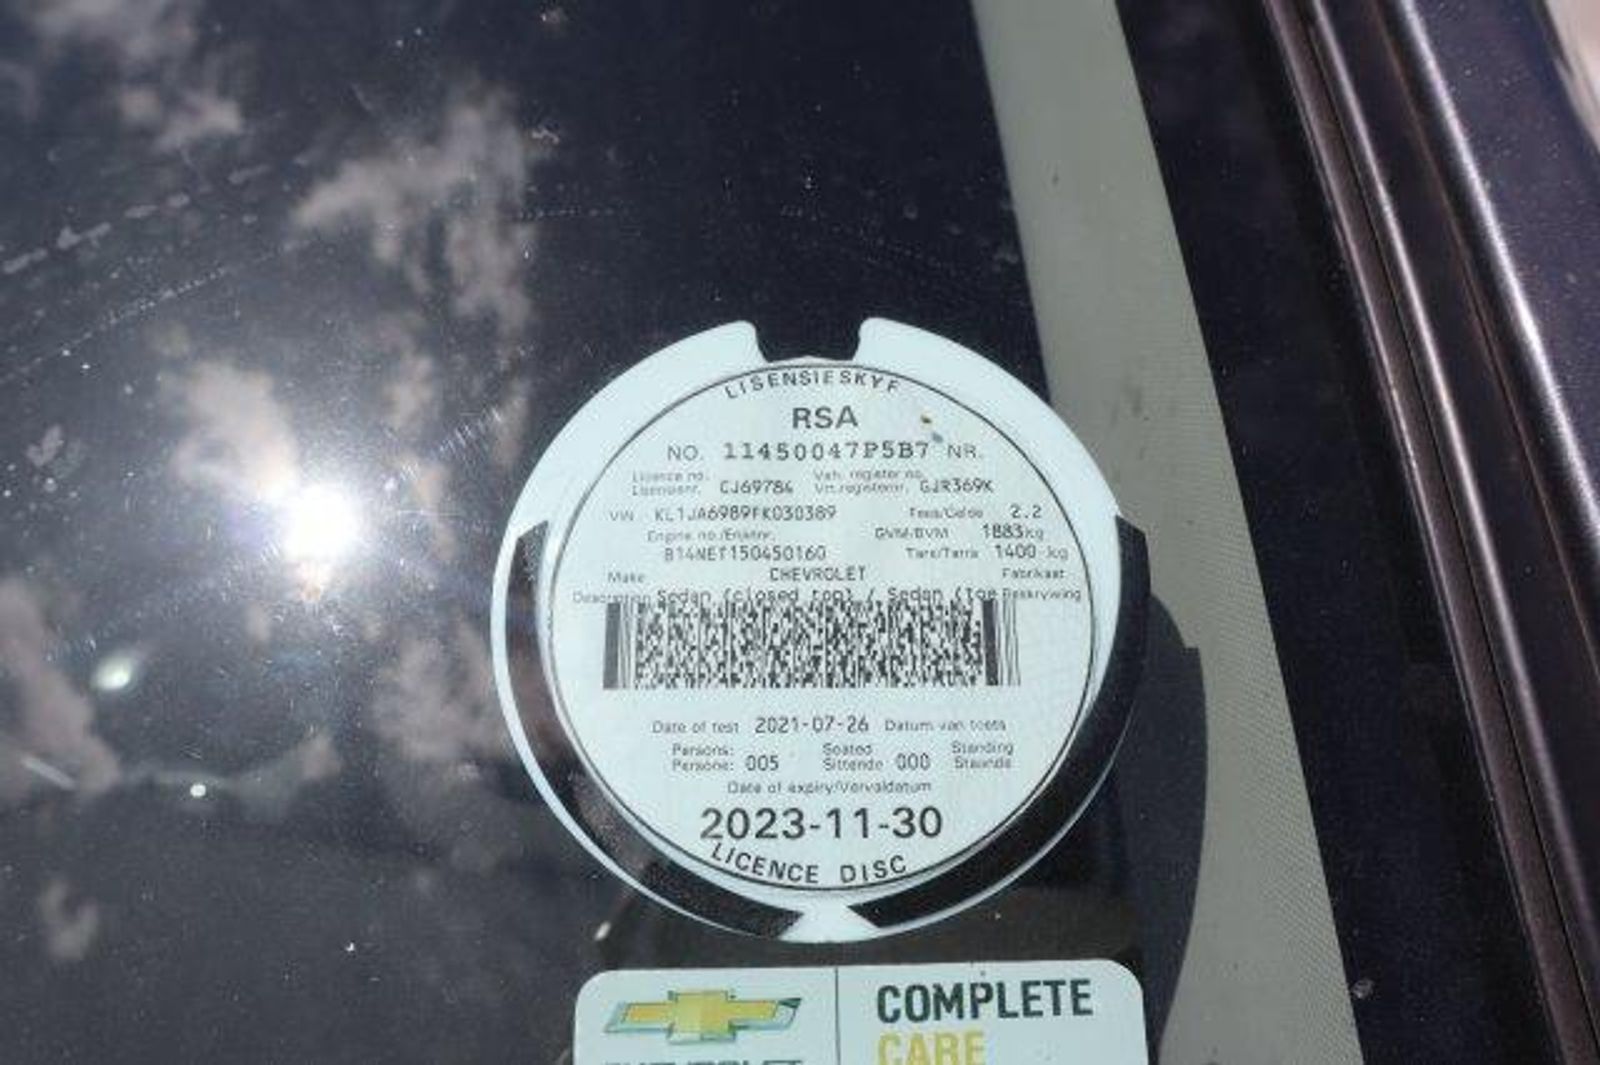 LISENSIESKYF
RSA
NO. 11450047P5B7 NR.
Licence no. Veh. register no.
Lisensienr. CJ69784 Vrt.registernr. GJR369K
VIN KL1JA6989FK030389 Fees/Gelde 2.2
Engine no./Enjinnr. GVM/BVM 1883kg
B14NET150450160 Tare/Tarra 1400 kg
Make CHEVROLET Fabrikaat
Description Sedan (closed top) / Sedan (toe Beskrywing
Date of test 2021-07-26 Datum van toets
Persons: Seated Standing
Persone: 005 Sittende 000 Staande
Date of expiry/Vervaldatum
2023-11-30
LICENCE DISC
COMPLETE
CARE
CHEVROLET